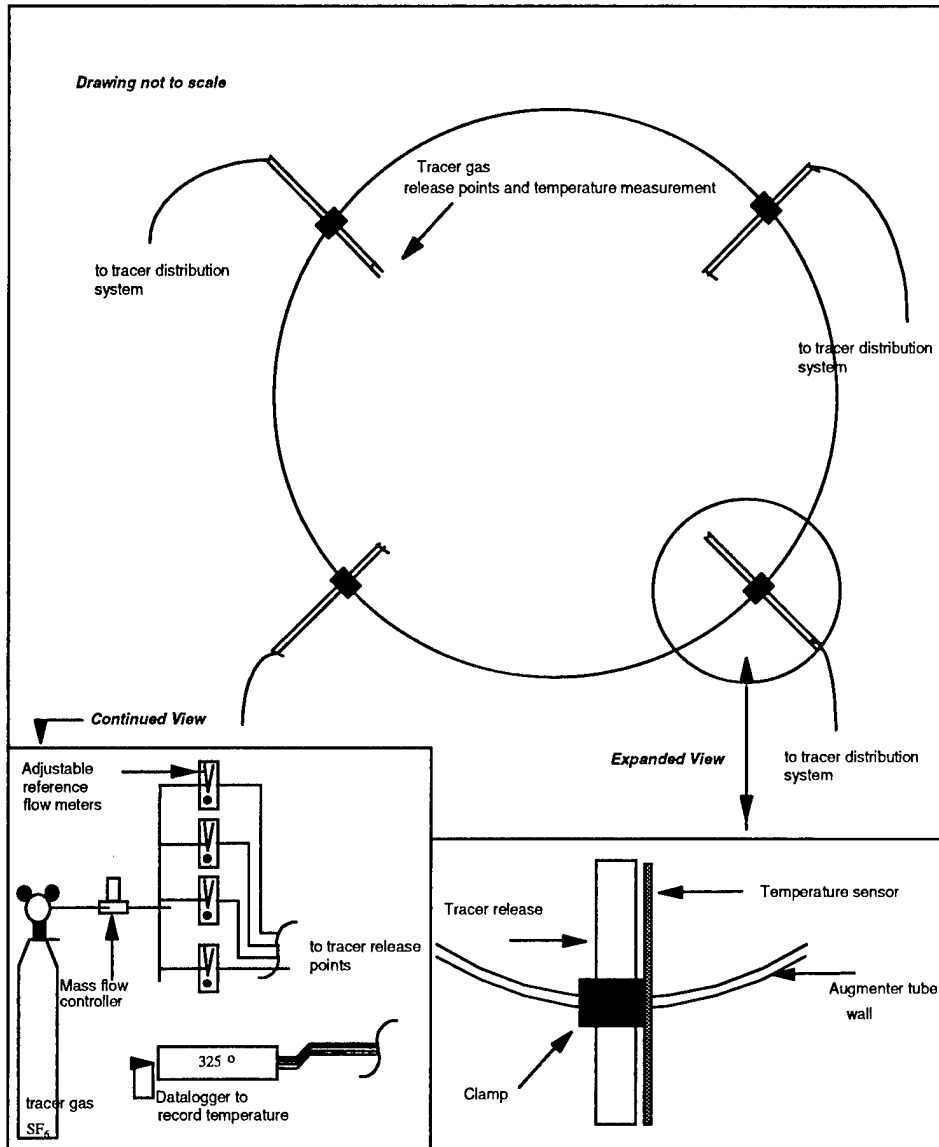 Drawing not to scale
Tracer gas
release points and temperature measurement
to tracer distribution
system
to tracer distribution
system
Continued View
Expanded View
to tracer distribution
system
Adjustable
reference
flow meters
to tracer release
points
Mass flow
controller
325 °
Datalogger to
record temperature
tracer gas
SF₆
Tracer release
Temperature sensor
Augmenter tube
wall
Clamp